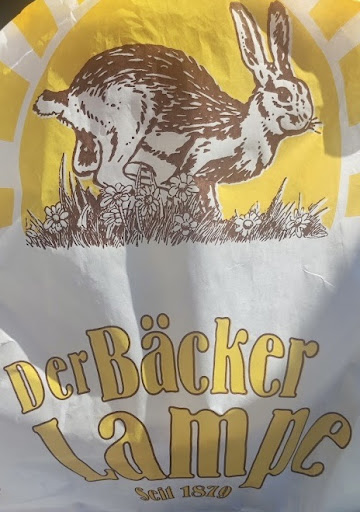 Der Bäcker
Lampe
Seit 1870